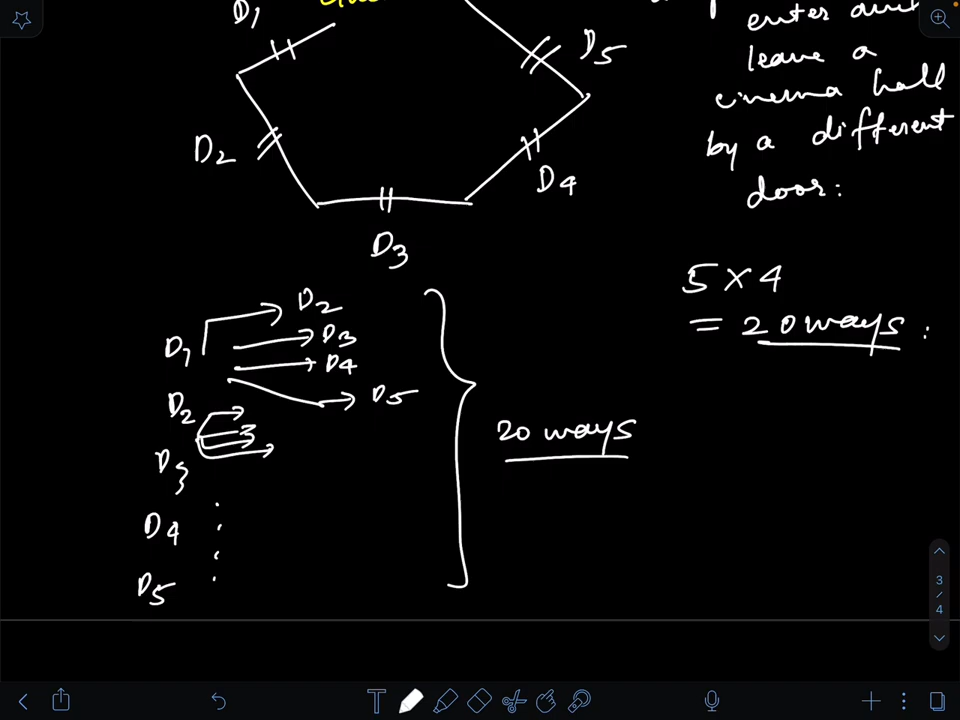 D1
enter and
leave a
D5
cinema hall
by a different
D2
D4
door:
D3
5 × 4
= 20 ways :
D1 D2
D3
D4
D5
D2
D3
D4
D5
20 ways
3
/
4
T